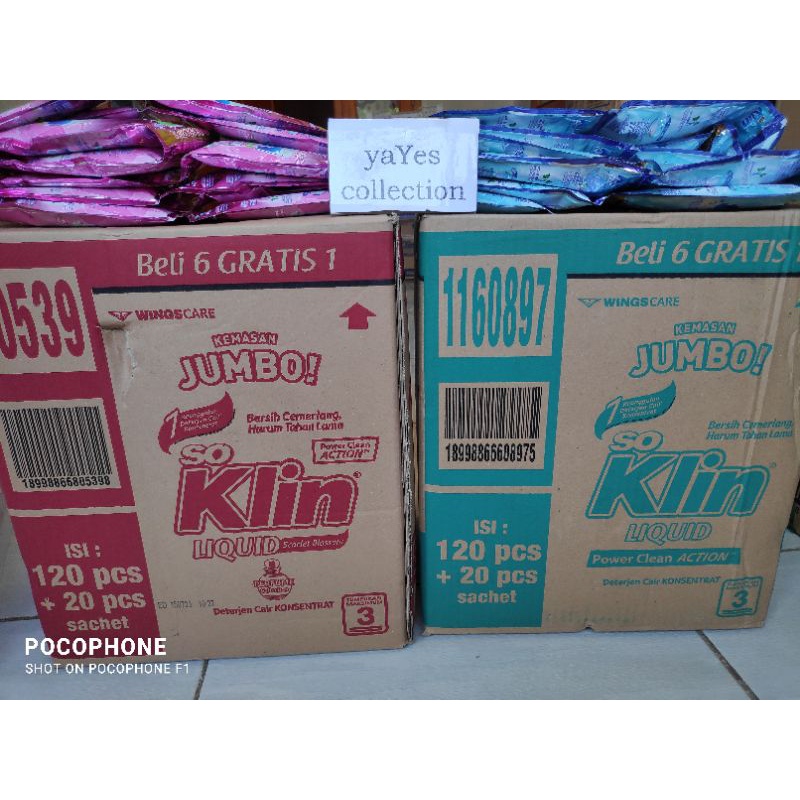 yaYes
collection
Beli 6 GRATIS 1
0539
WINGSCARE
KEMASAN
JUMBO!
Bersih Cemerlang,
Harum Tahan Lama
Power Clean
ACTION
SO
Klin
LIQUID
18998866805398
ISI :
120 pcs
+ 20 pcs
sachet
Deterjen Cair KONSENTRAT
3
Beli 6 GRATIS 1
1160897
WINGSCARE
KEMASAN
JUMBO!
Bersih Cemerlang,
Harum Tahan Lama
SO
Klin
LIQUID
Power Clean ACTION
18998866608975
ISI :
120 pcs
+ 20 pcs
sachet
Deterjen Cair KONSENTRAT
3
POCOPHONE
SHOT ON POCOPHONE F1